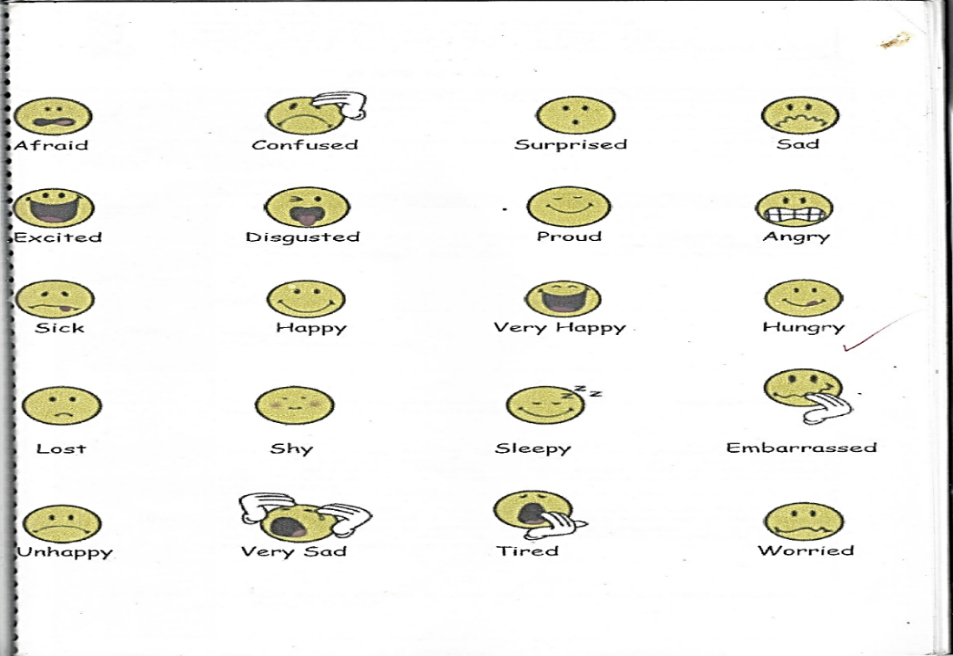 Afraid Confused Surprised Sad
Excited Disgusted Proud Angry
Sick Happy Very Happy Hungry
Lost Shy Sleepy z z z Embarrassed
Unhappy Very Sad Tired Worried